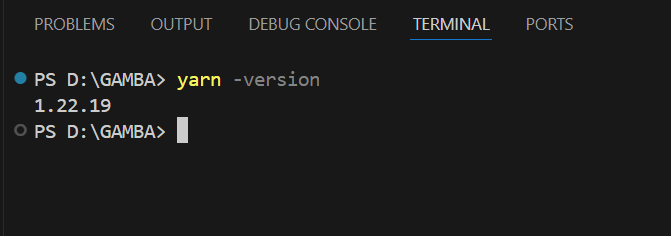 PROBLEMS OUTPUT DEBUG CONSOLE TERMINAL PORTS
PS D:\GAMBA> yarn -version
1.22.19
PS D:\GAMBA>